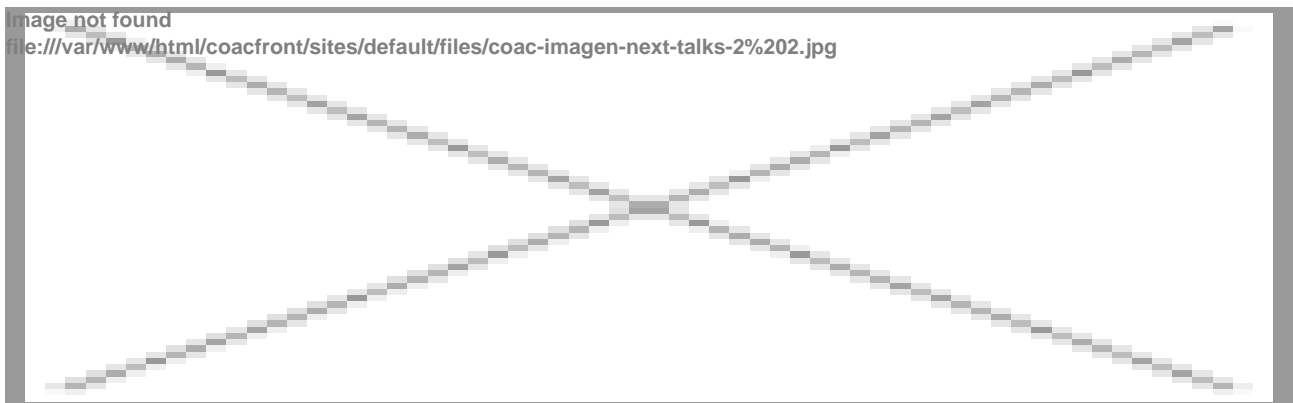 Image not found
file:///var/www/html/coacfront/sites/default/files/coac-imagen-next-talks-2%202.jpg